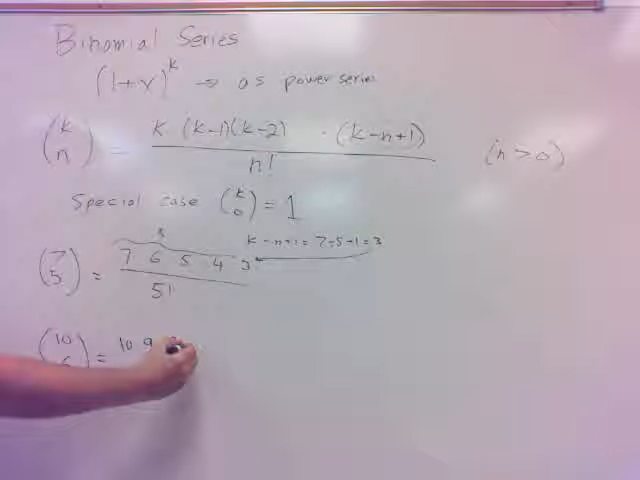 Binomial Series
(1+x)^k → as power series
(k n) = k (k-1)(k-2) · (k-n+1) / n! (n > 0)
Special case (k 0) = 1
(7 5) = 7 6 5 4 3 / 5! k-n+1 = 7-5+1 = 3
(10 = 10 9